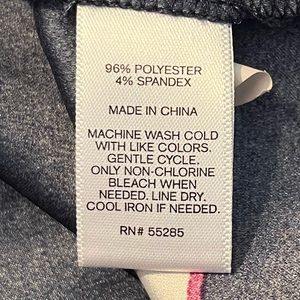 96% POLYESTER
4% SPANDEX
MADE IN CHINA
MACHINE WASH COLD
WITH LIKE COLORS.
GENTLE CYCLE.
ONLY NON-CHLORINE
BLEACH WHEN
NEEDED. LINE DRY.
COOL IRON IF NEEDED.
RN# 55285